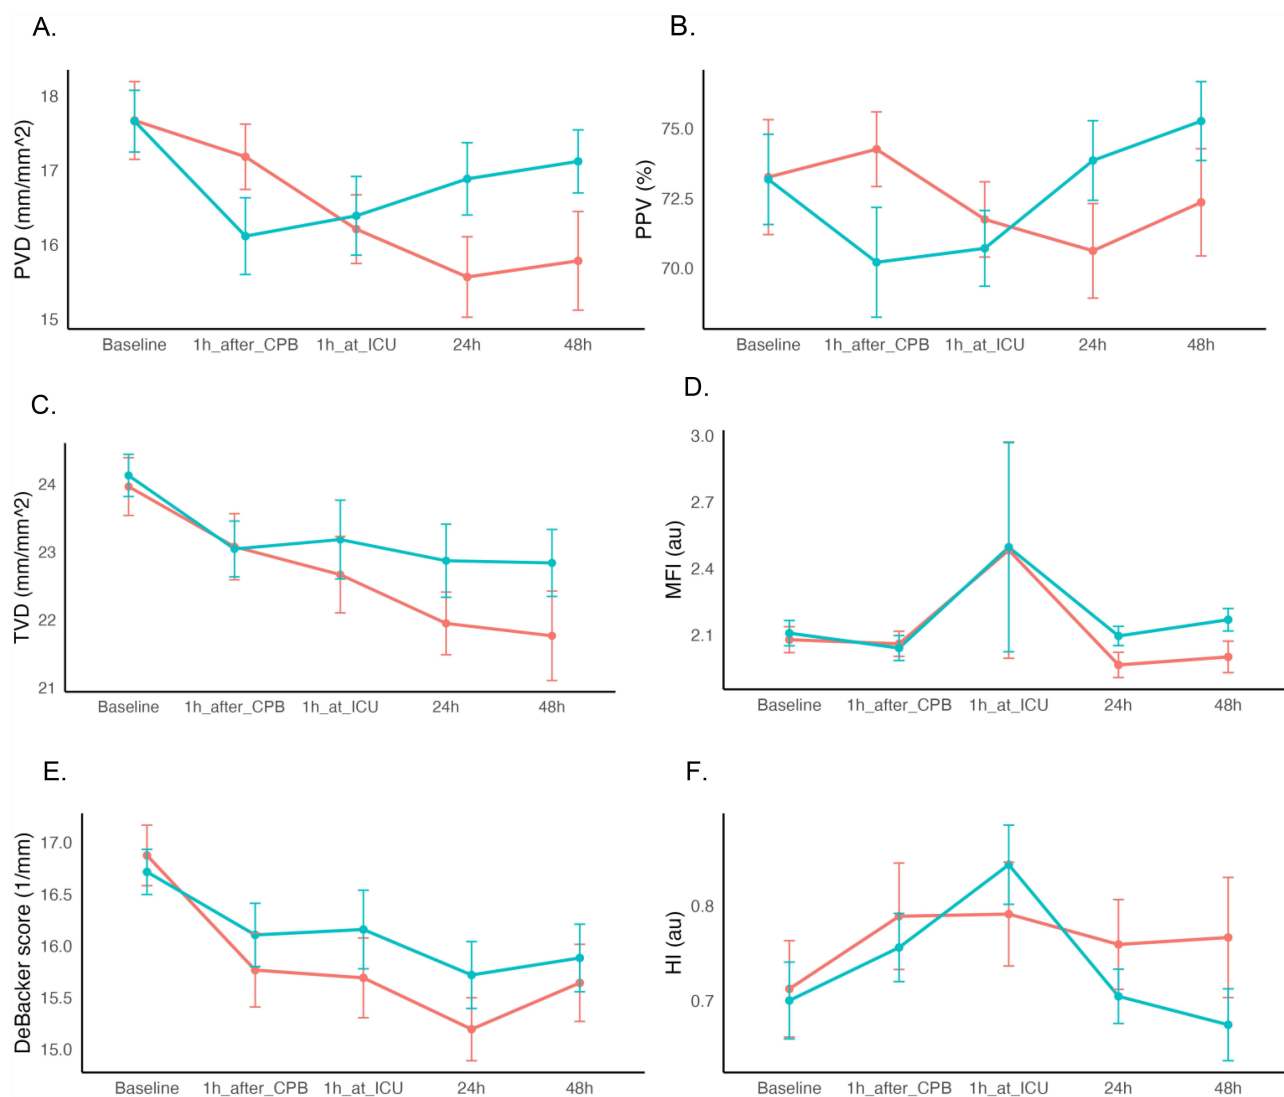 A.
PVD (mm/mm^2)
18
17
16
15
Baseline 1h_after_CPB 1h_at_ICU 24h 48h
B.
PPV (%)
75.0
72.5
70.0
Baseline 1h_after_CPB 1h_at_ICU 24h 48h
C.
TVD (mm/mm^2)
24
23
22
21
Baseline 1h_after_CPB 1h_at_ICU 24h 48h
D.
MFI (au)
3.0
2.7
2.4
2.1
Baseline 1h_after_CPB 1h_at_ICU 24h 48h
E.
DeBacker score (1/mm)
17.0
16.5
16.0
15.5
15.0
Baseline 1h_after_CPB 1h_at_ICU 24h 48h
F.
HI (au)
0.8
0.7
Baseline 1h_after_CPB 1h_at_ICU 24h 48h